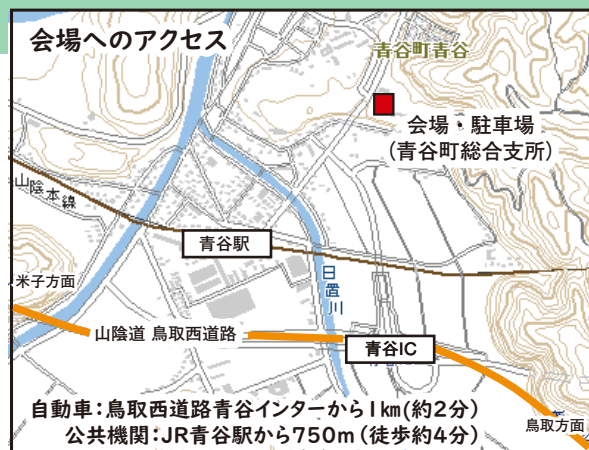 会場へのアクセス
青谷町青谷
会場・駐車場
(青谷町総合支所)
山陰本線
青谷駅
米子方面
日置川
山陰道 鳥取西道路
青谷IC
自動車:鳥取西道路青谷インターから1km(約2分)
鳥取方面
公共機関:JR青谷駅から750m(徒歩約4分)